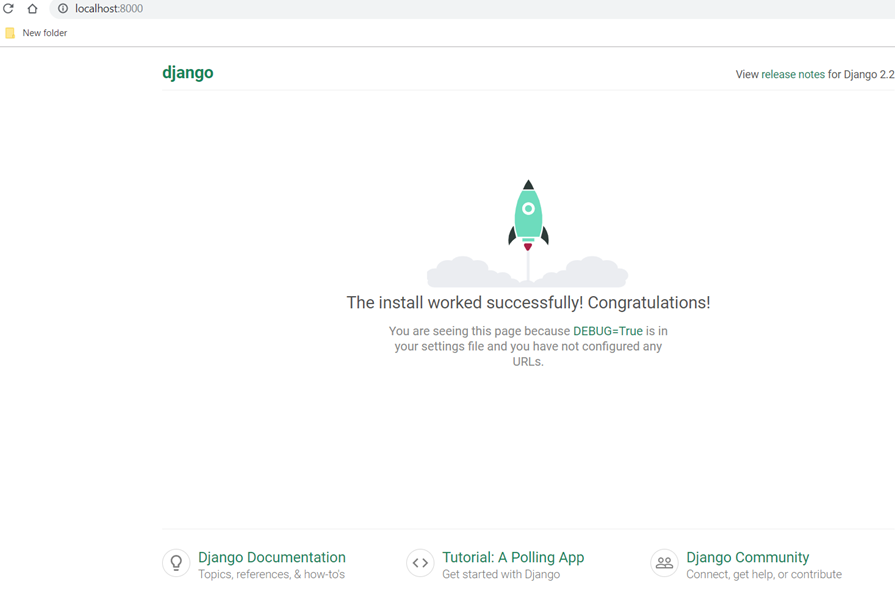 localhost:8000
New folder
django
View release notes for Django 2.2
The install worked successfully! Congratulations!
You are seeing this page because DEBUG=True is in
your settings file and you have not configured any
URLs.
Django Documentation
Topics, references, & how-to's
Tutorial: A Polling App
Get started with Django
Django Community
Connect, get help, or contribute